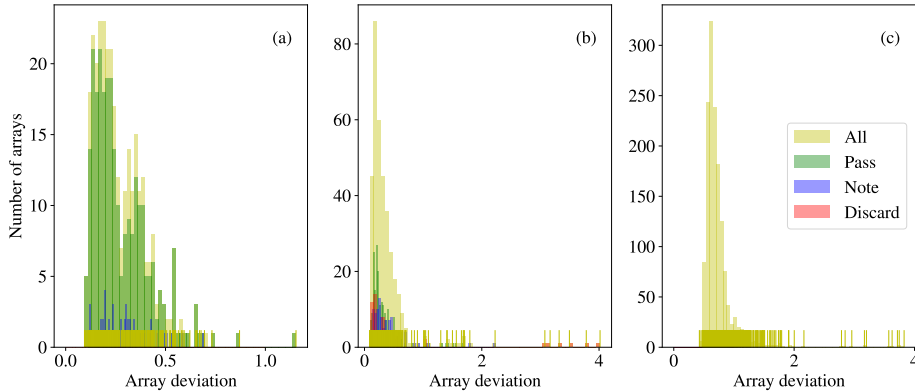 (a)
(b)
(c)
Number of arrays
20
15
10
5
0
0.0
0.5
1.0
Array deviation
80
60
40
20
0
0
2
4
Array deviation
300
250
200
150
100
50
0
0
2
4
Array deviation
All
Pass
Note
Discard